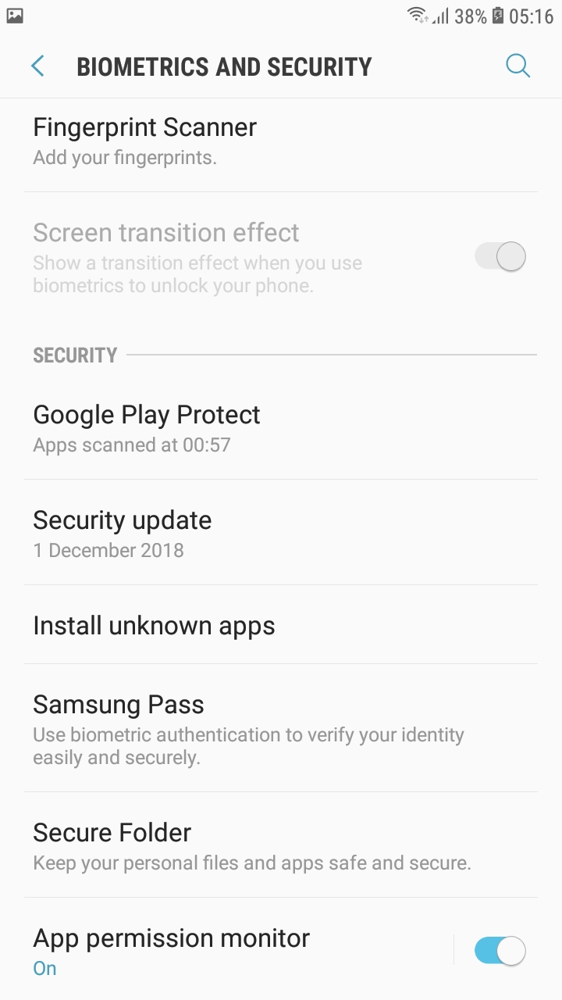 38% 05:16
BIOMETRICS AND SECURITY
Fingerprint Scanner
Add your fingerprints.
Screen transition effect
Show a transition effect when you use
biometrics to unlock your phone.
SECURITY
Google Play Protect
Apps scanned at 00:57
Security update
1 December 2018
Install unknown apps
Samsung Pass
Use biometric authentication to verify your identity
easily and securely.
Secure Folder
Keep your personal files and apps safe and secure.
App permission monitor
On